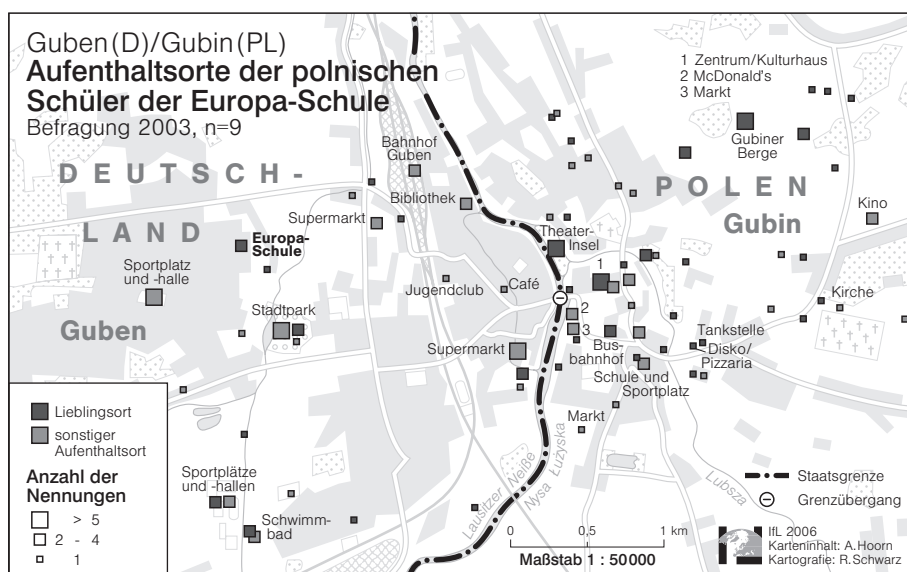 Guben(D)/Gubin(PL)
Aufenthaltsorte der polnischen
Schüler der Europa-Schule
Befragung 2003, n=9
1 Zentrum/Kulturhaus
2 McDonald's
3 Markt
Gubiner
Berge
Bahnhof
Guben
DEUTSCH-
LAND
POLEN
Gubin
Bibliothek
Kino
Supermarkt
Theater-
Insel
Europa-
Schule
Sportplatz
und -halle
1
Jugendclub
Café
Kirche
Stadtpark
Guben
2
3
Tankstelle
Supermarkt
Bus-
bahnhof
Disko/
Pizzaria
Schule und
Sportplatz
Markt
Lieblingsort
sonstiger
Aufenthaltsort
Anzahl der
Nennungen
> 5
2 - 4
1
Sportplätze
und -hallen
Schwimm-
bad
Lausitzer Neiße
Nysa Łuzyska
Lubsza
Staatsgrenze
Grenzübergang
0 0,5 1 km
Maßstab 1 : 50000
IfL 2006
Karteninhalt: A.Hoorn
Kartografie: R.Schwarz